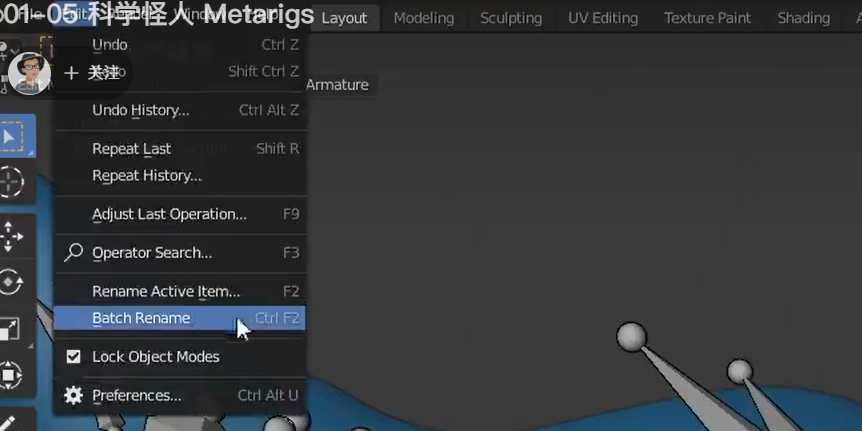 01-05 科学怪人 Metarigs
Layout Modeling Sculpting UV Editing Texture Paint Shading
Undo Ctrl Z
Shift Ctrl Z
+ 关注
Armature
Undo History... Ctrl Alt Z
Repeat Last Shift R
Repeat History...
Adjust Last Operation... F9
Operator Search... F3
Rename Active Item... F2
Batch Rename Ctrl F2
Lock Object Modes
Preferences... Ctrl Alt U